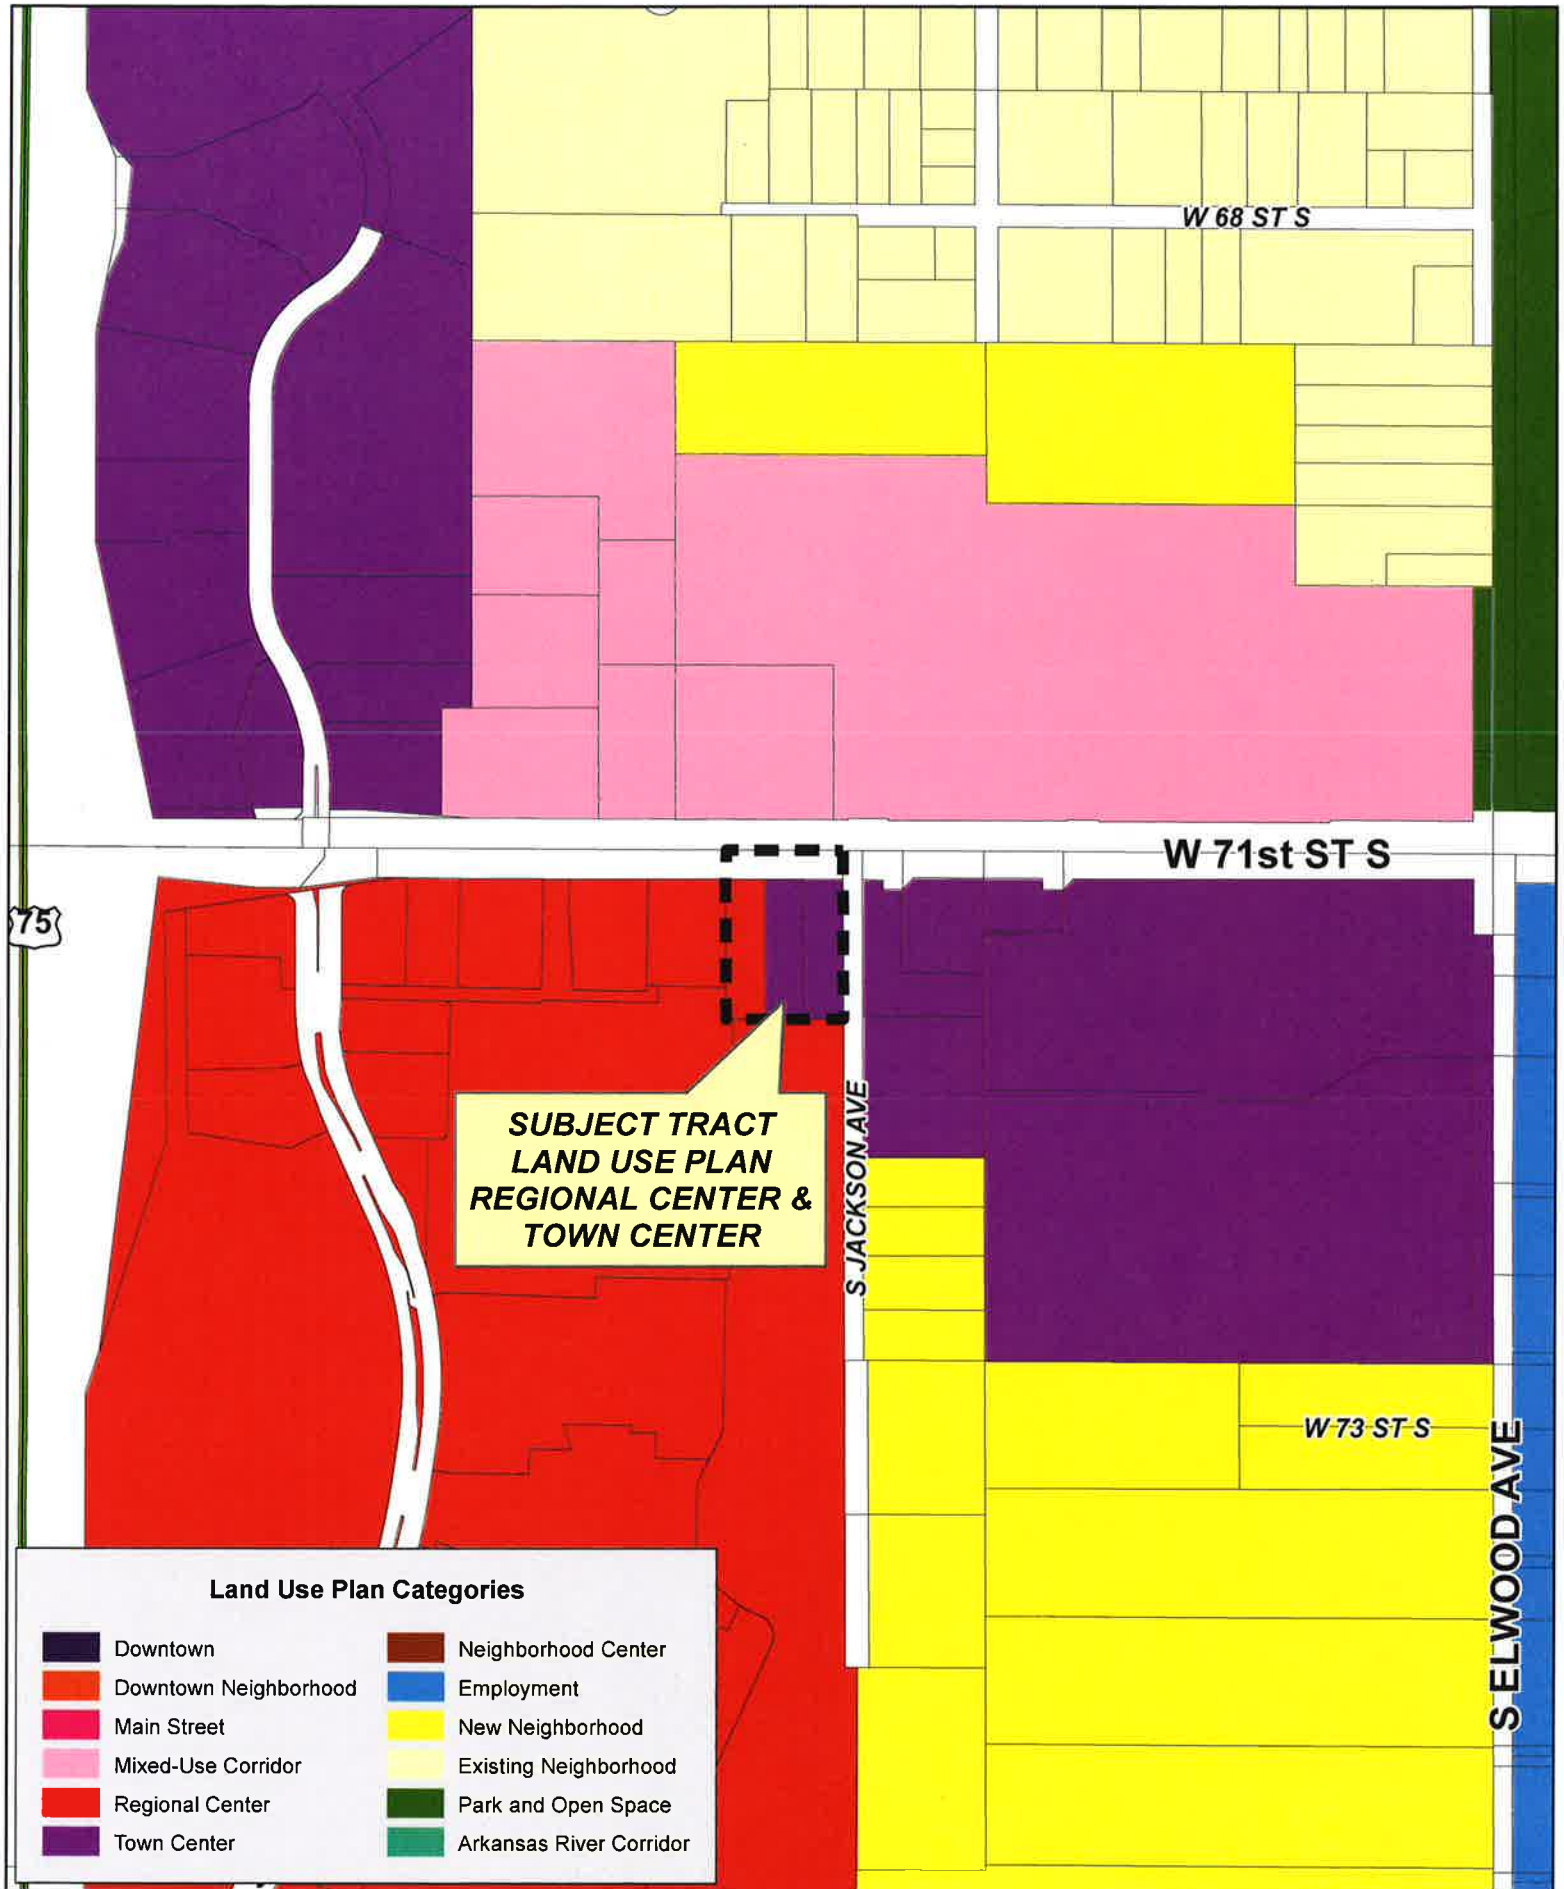 W 68 ST S
W 71st ST S
75
SUBJECT TRACT
LAND USE PLAN
REGIONAL CENTER &
TOWN CENTER
S JACKSON AVE
W 73 ST S
S ELWOOD AVE
Land Use Plan Categories
Downtown
Downtown Neighborhood
Main Street
Mixed-Use Corridor
Regional Center
Town Center
Neighborhood Center
Employment
New Neighborhood
Existing Neighborhood
Park and Open Space
Arkansas River Corridor